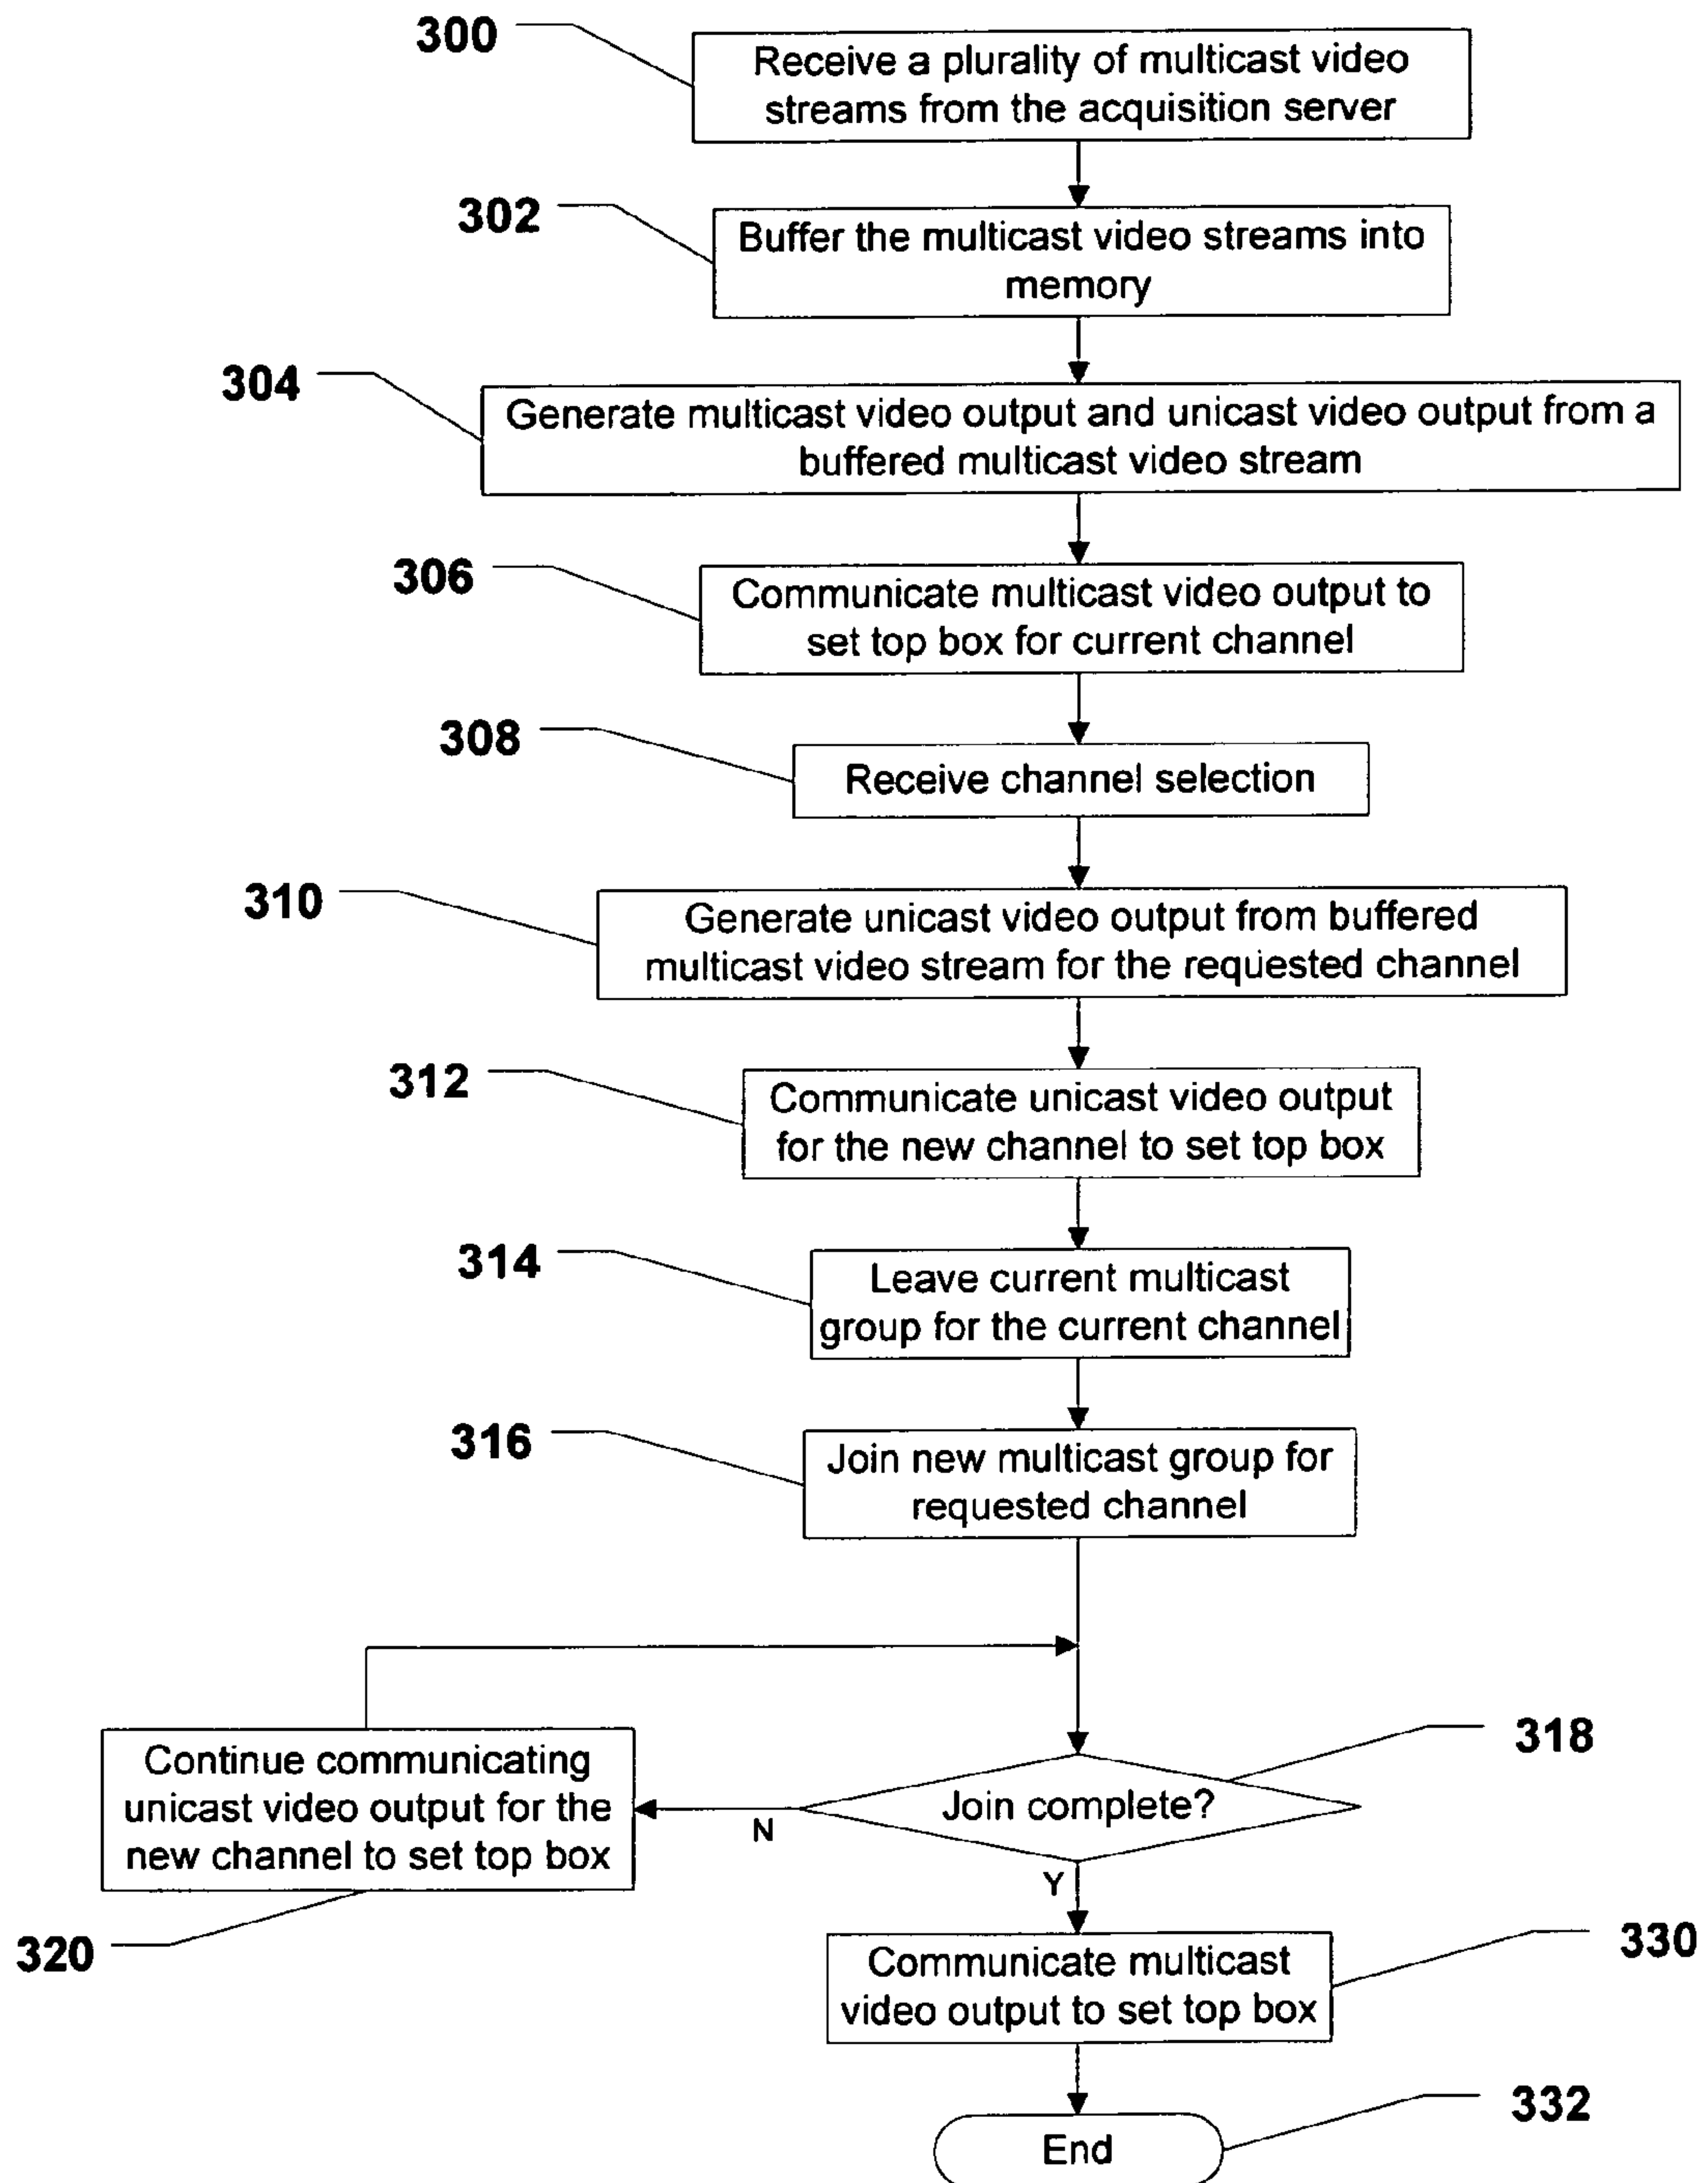 300
Receive a plurality of multicast video
streams from the acquisition server
302
Buffer the multicast video streams into
memory
304
Generate multicast video output and unicast video output from a
buffered multicast video stream
306
Communicate multicast video output to
set top box for current channel
308
Receive channel selection
310
Generate unicast video output from buffered
multicast video stream for the requested channel
312
Communicate unicast video output
for the new channel to set top box
314
Leave current multicast
group for the current channel
316
Join new multicast group for
requested channel
318
Join complete?
N
Continue communicating
unicast video output for the
new channel to set top box
320
Y
330
Communicate multicast
video output to set top box
332
End